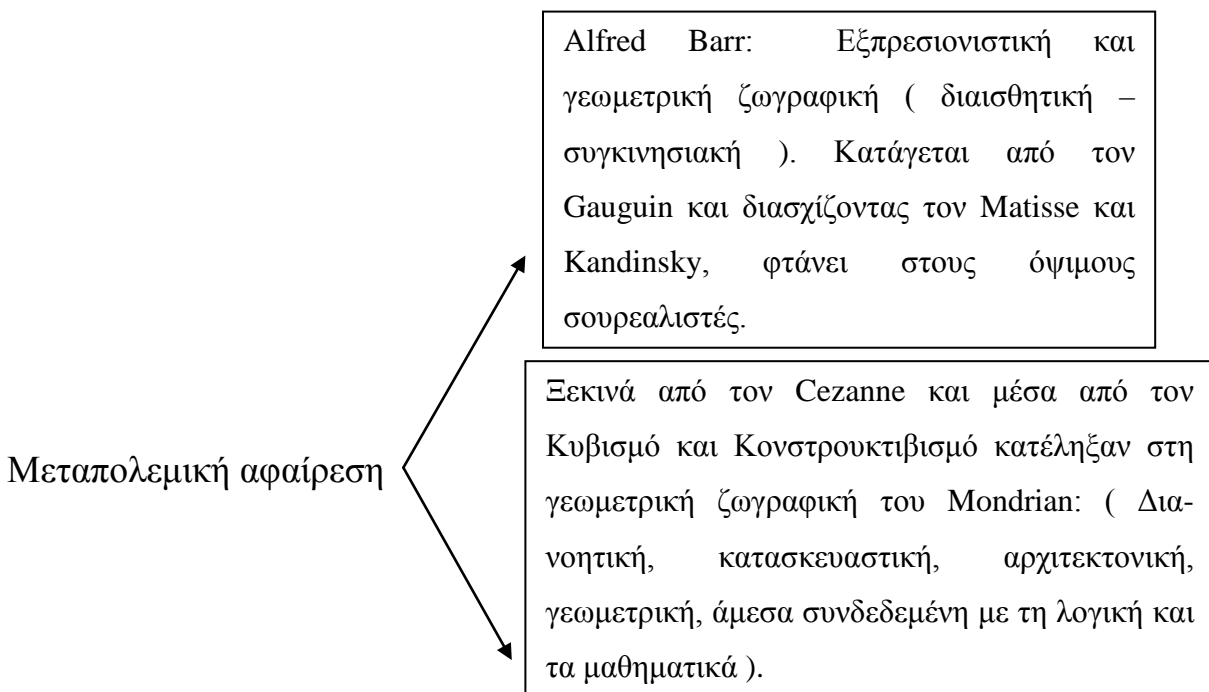 Alfred Barr: Εξπρεσιονιστική και
γεωμετρική ζωγραφική ( διαισθητική –
συγκινησιακή ). Κατάγεται από τον
Gauguin και διασχίζοντας τον Matisse και
Kandinsky, φτάνει στους όψιμους
σουρεαλιστές.
Μεταπολεμική αφαίρεση
Ξεκινά από τον Cezanne και μέσα από τον
Κυβισμό και Κονστρουκτιβισμό κατέληξαν στη
γεωμετρική ζωγραφική του Mondrian: ( Δια-
νοητική, κατασκευαστική, αρχιτεκτονική,
γεωμετρική, άμεσα συνδεδεμένη με τη λογική και
τα μαθηματικά ).